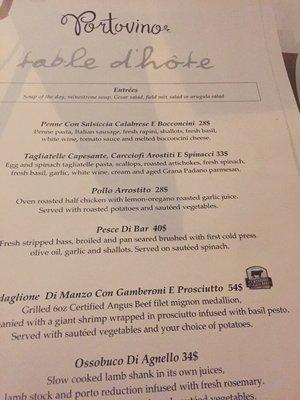 Portovino
table d'hôte
Entrées
Soup of the day, minestrone soup, Cesar salad, field mix salad or arugula salad
Penne Con Salsiccia Calabrese E Bocconcini 28$
Penne pasta, Italian sausage, fresh rapini, shallots, fresh basil,
white wine, tomato sauce and melted bocconcini cheese.
Tagliatelle Capesante, Carcciofi Arostiti E Spinacci 33$
Egg and spinach tagliatelle pasta, scallops, roasted artichokes, fresh spinach,
fresh basil, garlic, white wine, cream and aged Grana Padano parmesan.
Pollo Arrostito 28$
Oven roasted half chicken with lemon-oregano roasted garlic juice.
Served with roasted potatoes and sautéed vegetables.
Pesce Di Bar 40$
Fresh stripped bass, broiled and pan seared brushed with first cold press
olive oil, garlic and shallots. Served on sautéed spinach.
daglione Di Manzo Con Gamberoni E Prosciutto 54$
Grilled 6oz Certified Angus Beef filet mignon medallion,
anied with a giant shrimp wrapped in prosciutto infused with basil pesto.
Served with sautéed vegetables and your choice of potatoes.
Ossobuco Di Agnello 34$
Slow cooked lamb shank in its own juices,
lamb stock and porto reduction infused with fresh rosemary.
sautéed vegetables.